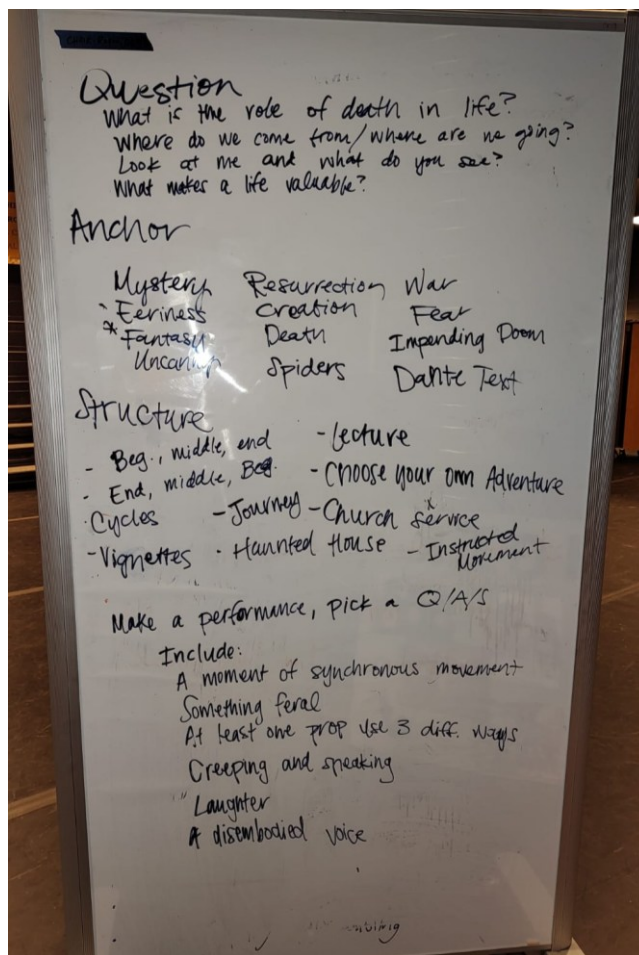 Question
What is the role of death in life?
Where do we come from/where are we going?
Look at me and what do you see?
What makes a life valuable?
Anchor
Mystery Resurrection War
Eeriness Creation Fear
*Fantasy Death Impending Doom
Uncanny Spiders Dante Text
Structure
- Beg., middle, end - Lecture
- End, middle, Beg. - Choose your own Adventure
- Cycles - Journey - Church service
- Vignettes - Haunted House - Instructed Movement
Make a performance, pick a Q/A/S
Include:
A moment of synchronous movement
Something feral
At least one prop use 3 diff. ways
Creeping and speaking
Laughter
A disembodied voice